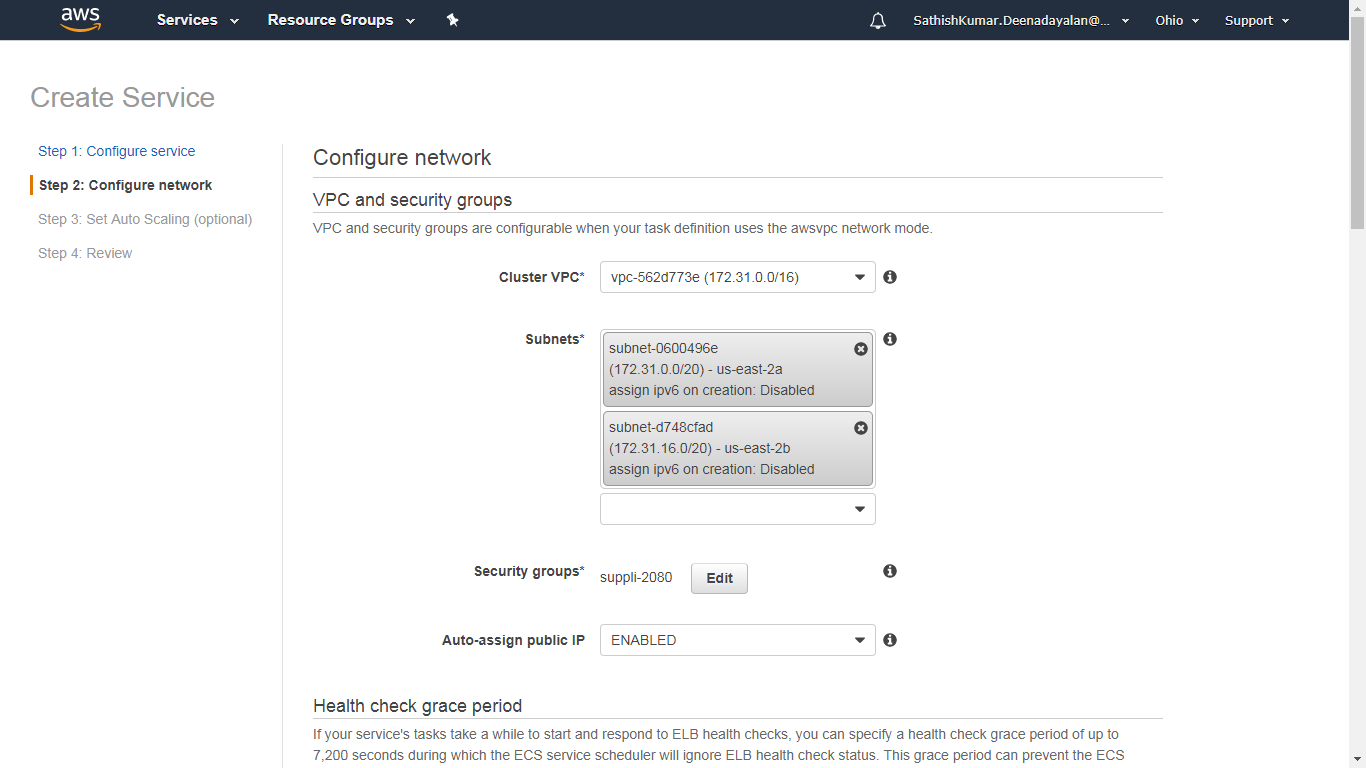 aws
Services
Resource Groups
SathishKumar.Deenadayalan@...
Ohio
Support
Create Service
Step 1: Configure service
Step 2: Configure network
Step 3: Set Auto Scaling (optional)
Step 4: Review
Configure network
VPC and security groups
VPC and security groups are configurable when your task definition uses the awsvpc network mode.
Cluster VPC*
vpc-562d773e (172.31.0.0/16)
Subnets*
subnet-0600496e
(172.31.0.0/20) - us-east-2a
assign ipv6 on creation: Disabled
subnet-d748cfad
(172.31.16.0/20) - us-east-2b
assign ipv6 on creation: Disabled
Security groups*
suppli-2080
Edit
Auto-assign public IP
ENABLED
Health check grace period
If your service's tasks take a while to start and respond to ELB health checks, you can specify a health check grace period of up to
7,200 seconds during which the ECS service scheduler will ignore ELB health check status. This grace period can prevent the ECS